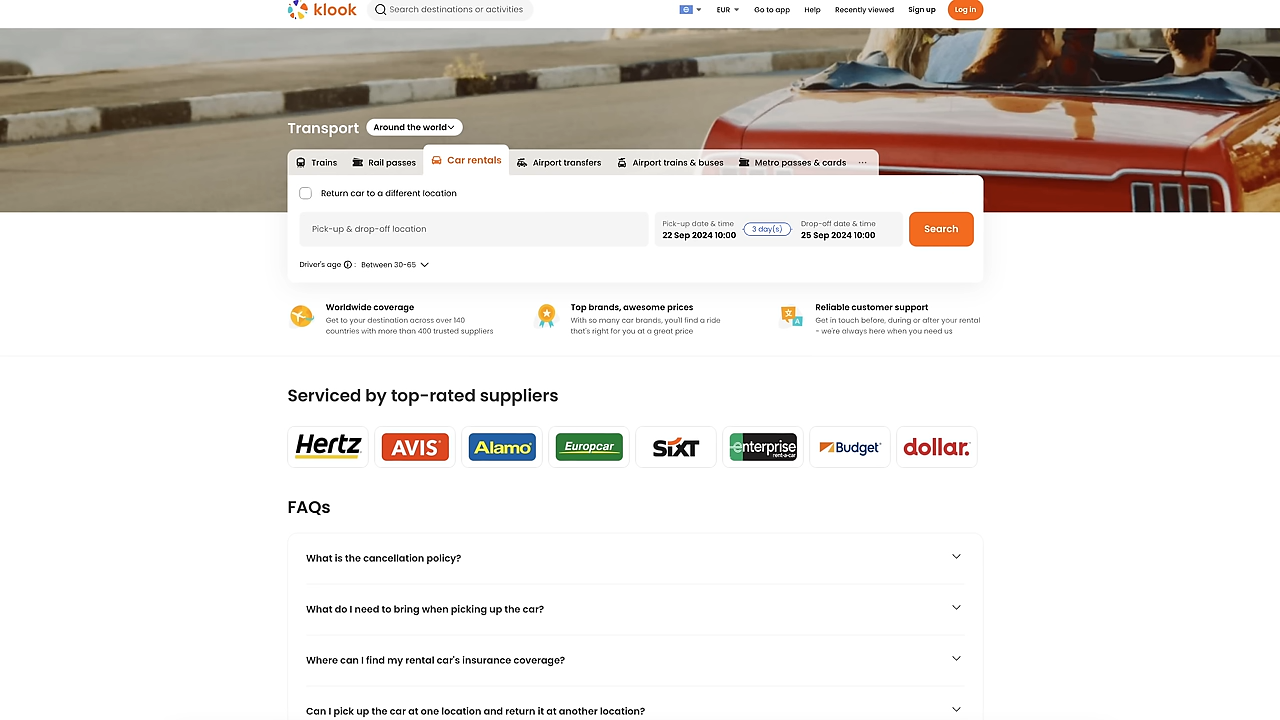 klook
Search destinations or activities
EUR
Go to app
Help
Recently viewed
Sign up
Log in
Transport
Around the world
Trains
Rail passes
Car rentals
Airport transfers
Airport trains & buses
Metro passes & cards
...
Return car to a different location
Pick-up & drop-off location
Pick-up date & time
22 Sep 2024 10:00
3 day(s)
Drop-off date & time
25 Sep 2024 10:00
Search
Driver's age : Between 30-65
Worldwide coverage
Get to your destination across over 140
countries with more than 400 trusted suppliers
Top brands, awesome prices
With so many car brands, you'll find a ride
that's right for you at a great price
Reliable customer support
Get in touch before, during or after your rental
- we're always here when you need us
Serviced by top-rated suppliers
Hertz
AVIS
Alamo
Europcar
SIXT
enterprise
rent-a-car
Budget
dollar.
FAQs
What is the cancellation policy?
What do I need to bring when picking up the car?
Where can I find my rental car's insurance coverage?
Can I pick up the car at one location and return it at another location?